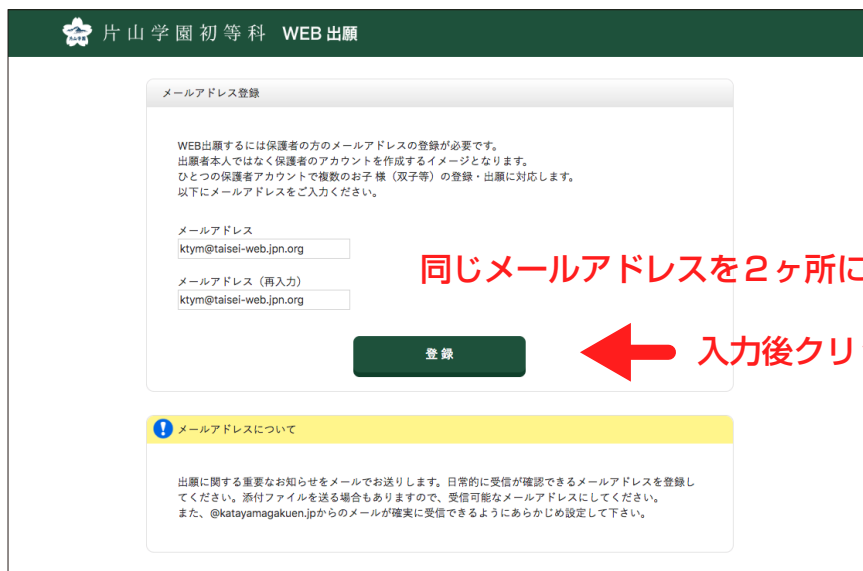 片山学園初等科 WEB 出願
メールアドレス登録
WEB出願するには保護者の方のメールアドレスの登録が必要です。
出願者本人ではなく保護者のアカウントを作成するイメージとなります。
ひとつの保護者アカウントで複数のお子 様（双子等）の登録・出願に対応します。
以下にメールアドレスをご入力ください。
メールアドレス
ktym@taisei-web.jpn.org
同じメールアドレスを２ヶ所に
メールアドレス（再入力）
ktym@taisei-web.jpn.org
登 録
入力後クリ
メールアドレスについて
出願に関する重要なお知らせをメールでお送りします。日常的に受信が確認できるメールアドレスを登録し
てください。添付ファイルを送る場合もありますので、受信可能なメールアドレスにしてください。
また、@katayamagakuen.jpからのメールが確実に受信できるようにあらかじめ設定して下さい。